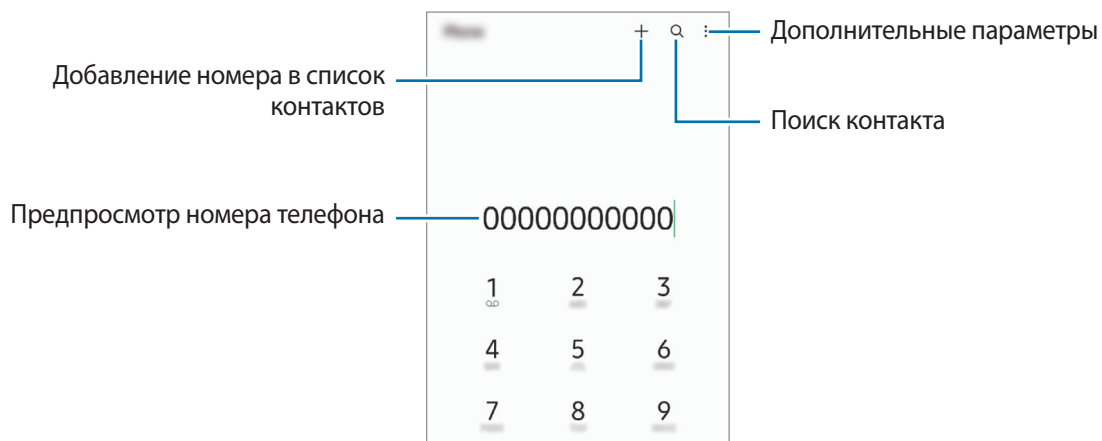 Дополнительные параметры
Добавление номера в список
контактов
Поиск контакта
Предпросмотр номера телефона
00000000000
1 2 3
4 5 6
7 8 9